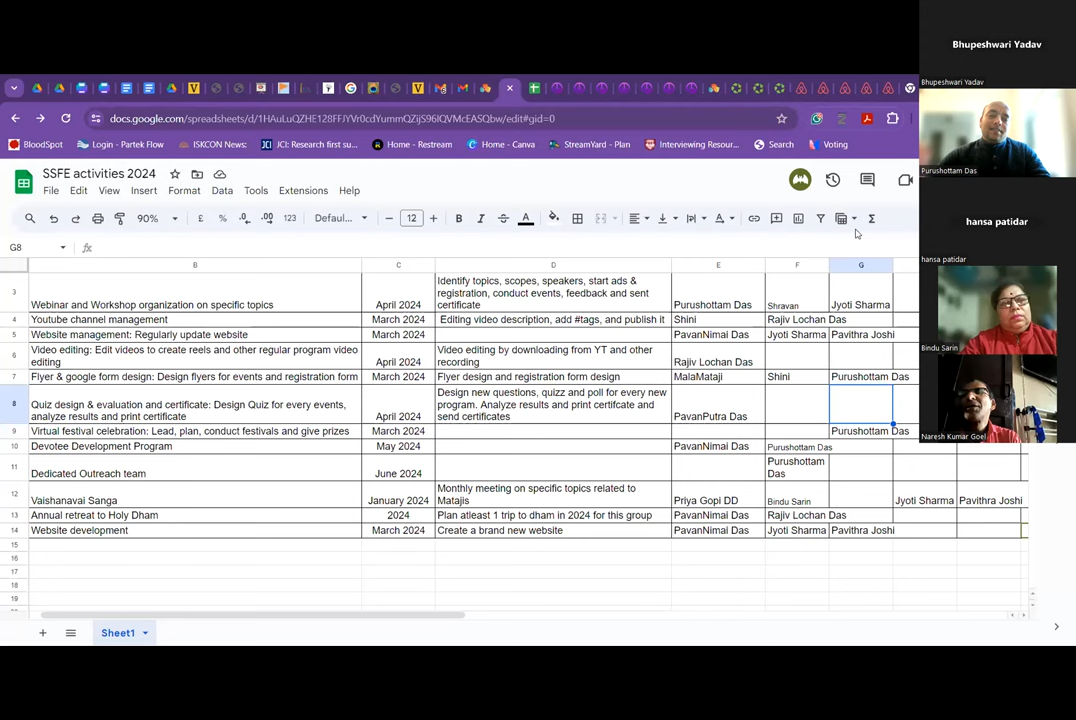 Bhupeshwari Yadav
Bhupeshwari Yadav
Purushottam Das
hansa patidar
hansa patidar
Bindu Sarin
Naresh Kumar Goel
docs.google.com/spreadsheets/d/1HAuLuQZHE128FFJYVr0cdYummQZijS96IQVMcEASQbw/edit#gid=0
BloodSpot
Login - Partek Flow
ISKCON News:
JCI: Research first su...
Home - Restream
Home - Canva
StreamYard - Plan
Interviewing Resour...
Search
Voting
SSFE activities 2024
File Edit View Insert Format Data Tools Extensions Help
90% £ % .0 .00 123 Defaul... 12 B I A Σ
G8 fx
B C D E F G
3 Webinar and Workshop organization on specific topics April 2024 Identify topics, scopes, speakers, start ads &
registration, conduct events, feedback and sent
certificate Purushottam Das Shravan Jyoti Sharma
4 Youtube channel management March 2024 Editing video description, add #tags, and publish it Shini Rajiv Lochan Das
5 Website management: Regularly update website March 2024 PavanNimai Das Jyoti Sharma Pavithra Joshi
6 Video editing: Edit videos to create reels and other regular program video
editing April 2024 Video editing by downloading from YT and other
recording Rajiv Lochan Das
7 Flyer & google form design: Design flyers for events and registration form March 2024 Flyer design and registration form design MalaMataji Shini Purushottam Das
8 Quiz design & evaluation and certificate: Design Quiz for every events,
analyze results and print certificate April 2024 Design new questions, quizz and poll for every new
program. Analyze results and print certifcate and
send certificates PavanPutra Das
9 Virtual festival celebration: Lead, plan, conduct festivals and give prizes March 2024 Purushottam Das
10 Devotee Development Program May 2024 PavanNimai Das Purushottam Das
11 Dedicated Outreach team June 2024 Purushottam
Das
12 Vaishanavai Sanga January 2024 Monthly meeting on specific topics related to
Matajis Priya Gopi DD Bindu Sarin Jyoti Sharma Pavithra Joshi
13 Annual retreat to Holy Dham 2024 Plan atleast 1 trip to dham in 2024 for this group PavanNimai Das Rajiv Lochan Das
14 Website development March 2024 Create a brand new website PavanNimai Das Jyoti Sharma Pavithra Joshi
15
16
17
18
19
Sheet1